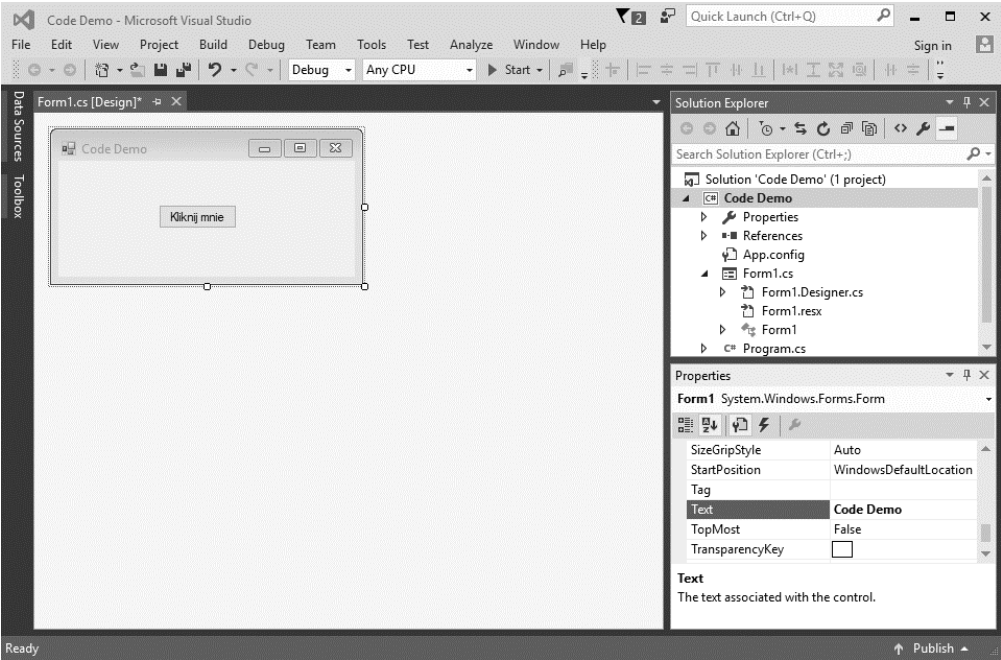 Code Demo - Microsoft Visual Studio
2
Quick Launch (Ctrl+Q)
File Edit View Project Build Debug Team Tools Test Analyze Window Help
Sign in
Debug Any CPU Start
Data Sources
Toolbox
Form1.cs [Design]*
Code Demo
Kliknij mnie
Solution Explorer
Search Solution Explorer (Ctrl+;)
Solution 'Code Demo' (1 project)
C# Code Demo
Properties
References
App.config
Form1.cs
Form1.Designer.cs
Form1.resx
Form1
C# Program.cs
Properties
Form1 System.Windows.Forms.Form
SizeGripStyle Auto
StartPosition WindowsDefaultLocation
Tag
Text Code Demo
TopMost False
TransparencyKey
Text
The text associated with the control.
Ready
Publish